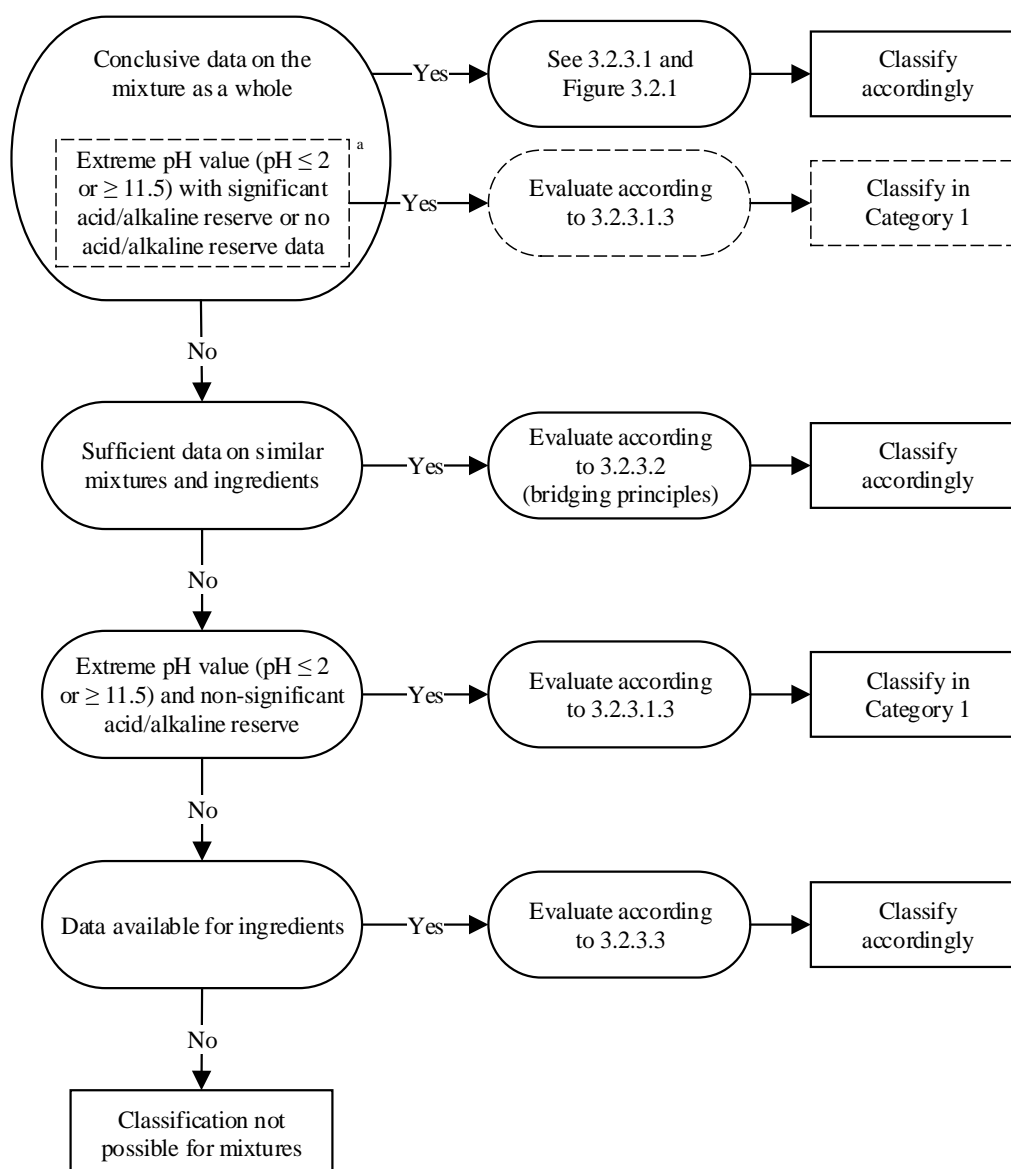 Conclusive data on the
mixture as a whole
Yes
See 3.2.3.1 and
Figure 3.2.1
Classify
accordingly
Extreme pH value (pH ≤ 2
or ≥ 11.5) with significant
acid/alkaline reserve or no
acid/alkaline reserve data
a
Yes
Evaluate according
to 3.2.3.1.3
Classify in
Category 1
No
Sufficient data on similar
mixtures and ingredients
Yes
Evaluate according
to 3.2.3.2
(bridging principles)
Classify
accordingly
No
Extreme pH value (pH ≤ 2
or ≥ 11.5) and non-significant
acid/alkaline reserve
Yes
Evaluate according
to 3.2.3.1.3
Classify in
Category 1
No
Data available for ingredients
Yes
Evaluate according
to 3.2.3.3
Classify
accordingly
No
Classification not
possible for mixtures